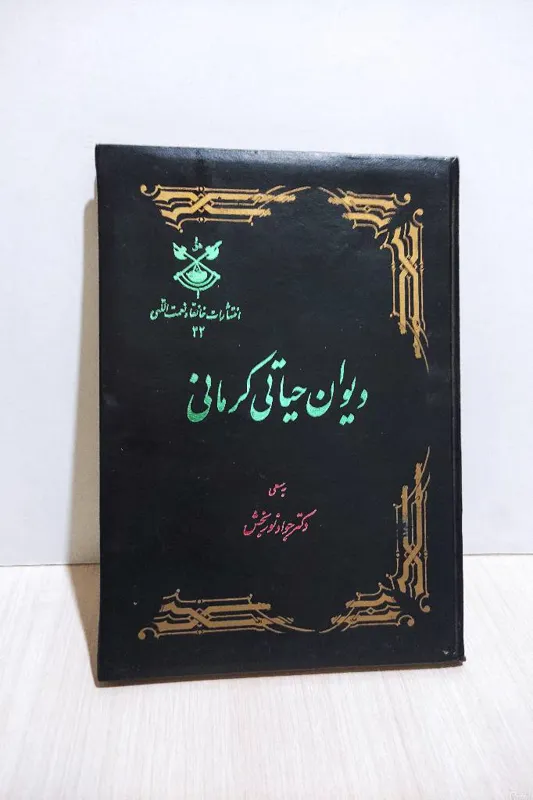 انتشارات خانقاه نعمت اللهی
۳۲
دیوان حیاتی کرمانی
بسعی
دکتر جواد نوربخش